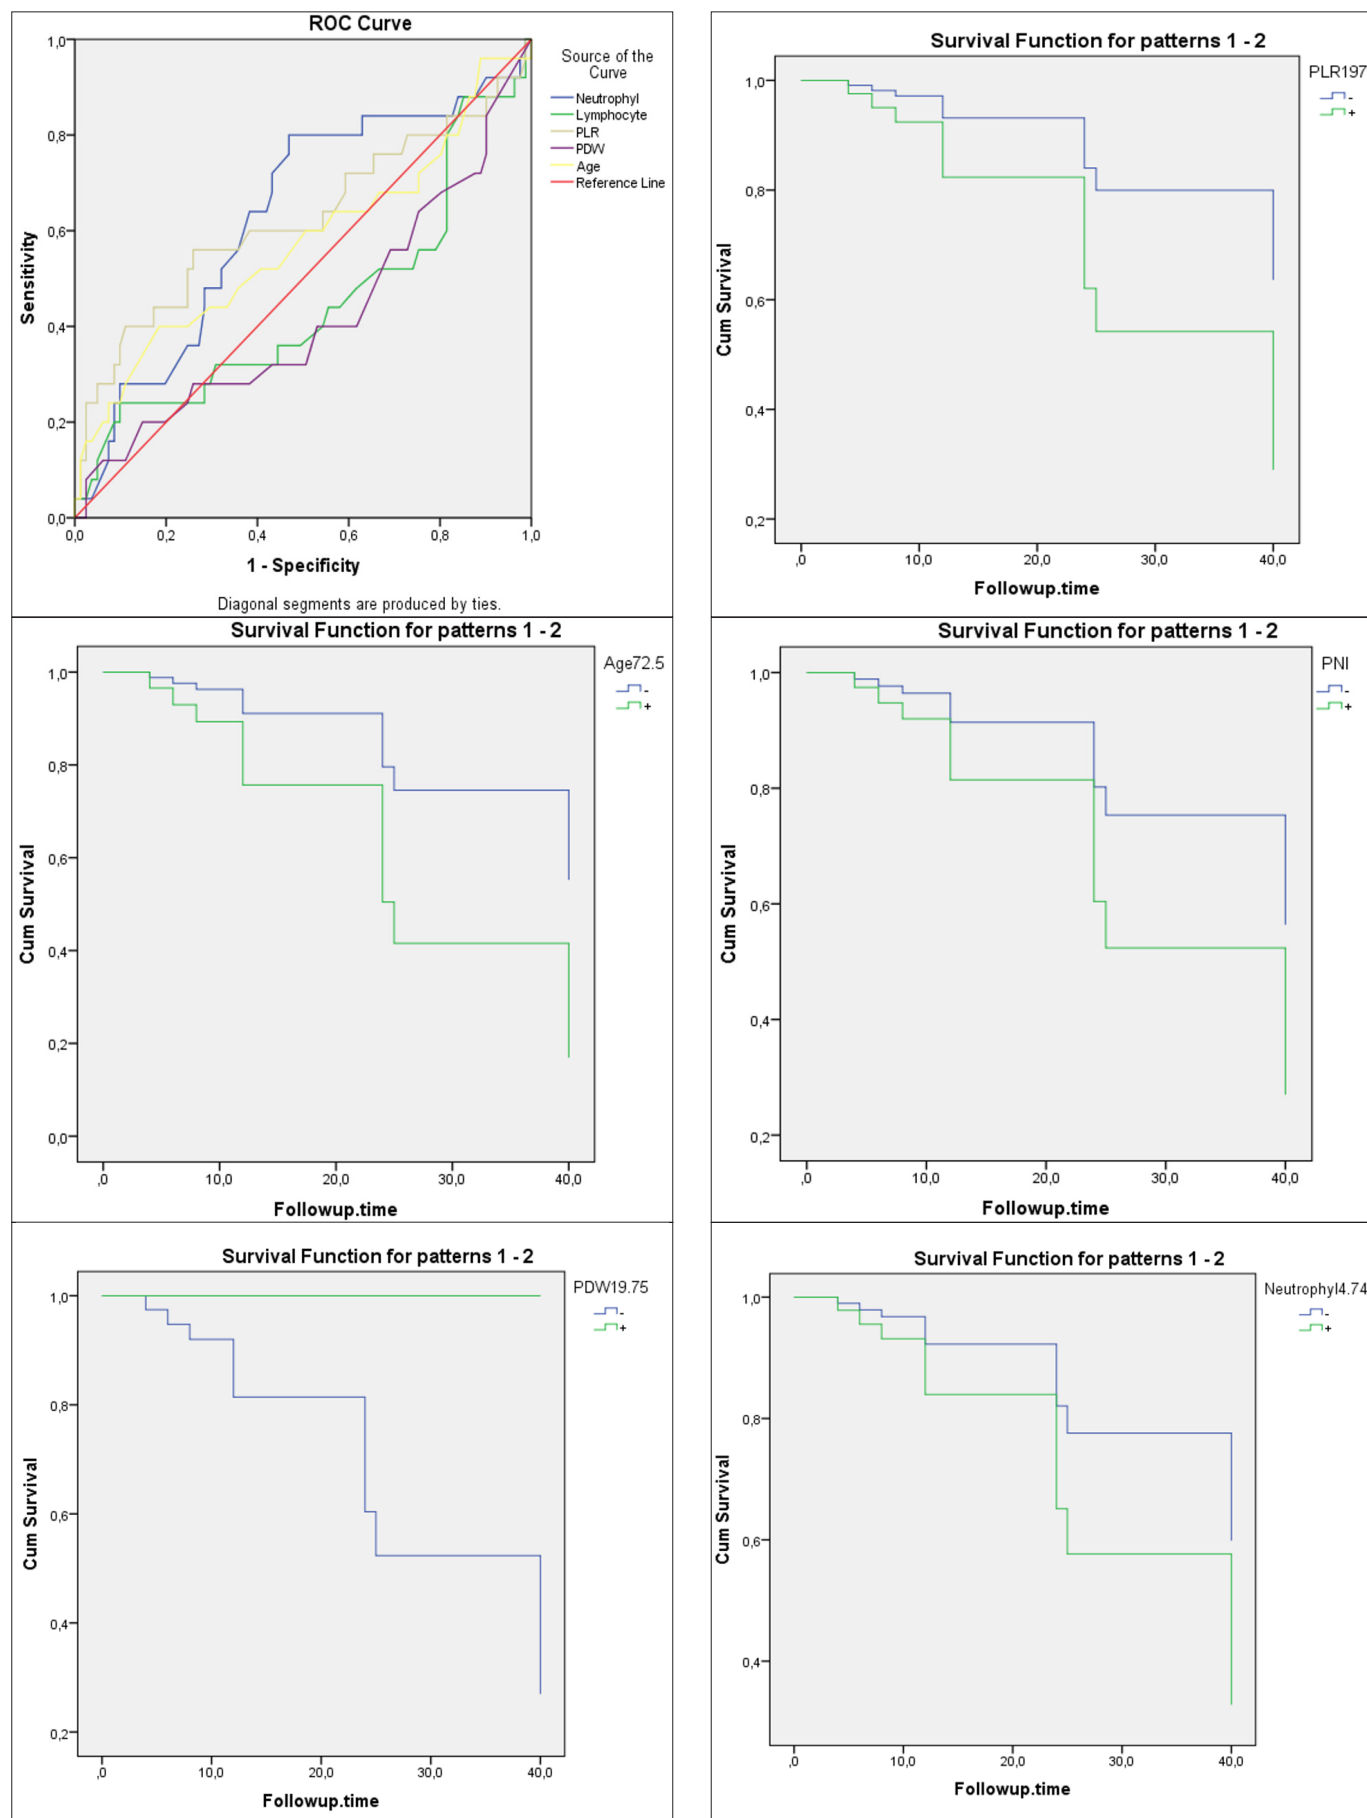 ROC Curve
1,0
0,8
0,6
0,4
0,2
0,0
Sensitivity
0,0 0,2 0,4 0,6 0,8 1,0
1 - Specificity
Source of the
Curve
Neutrophyl
Lymphocyte
PLR
PDW
Age
Reference Line
Diagonal segments are produced by ties.
Survival Function for patterns 1 - 2
1,0
0,8
0,6
0,4
0,2
Cum Survival
,0 10,0 20,0 30,0 40,0
Followup.time
PLR197
-
+
Survival Function for patterns 1 - 2
1,0
0,8
0,6
0,4
0,2
0,0
Cum Survival
,0 10,0 20,0 30,0 40,0
Followup.time
Age72.5
-
+
Survival Function for patterns 1 - 2
1,0
0,8
0,6
0,4
0,2
Cum Survival
,0 10,0 20,0 30,0 40,0
Followup.time
PNI
-
+
Survival Function for patterns 1 - 2
1,0
0,8
0,6
0,4
0,2
Cum Survival
,0 10,0 20,0 30,0 40,0
Followup.time
PDW19.75
-
+
Survival Function for patterns 1 - 2
1,0
0,8
0,6
0,4
Cum Survival
,0 10,0 20,0 30,0 40,0
Followup.time
Neutrophyl4.74
-
+